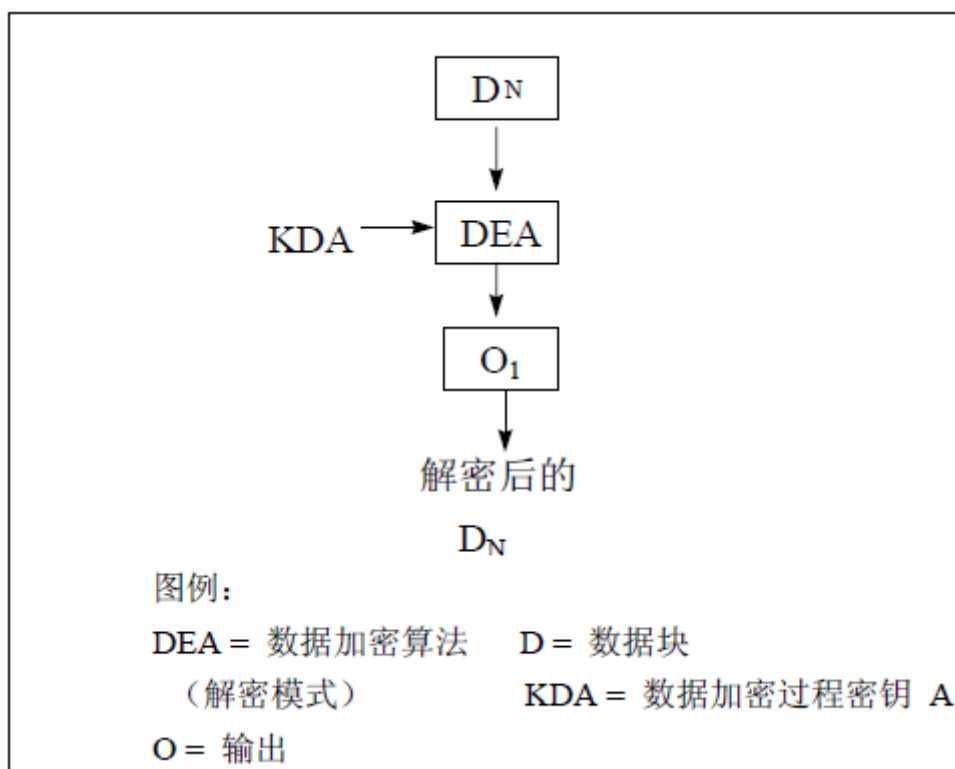 DN
KDA
DEA
O1
解密后的
DN
图例：
DEA = 数据加密算法 D = 数据块
（解密模式） KDA = 数据加密过程密钥 A
O = 输出